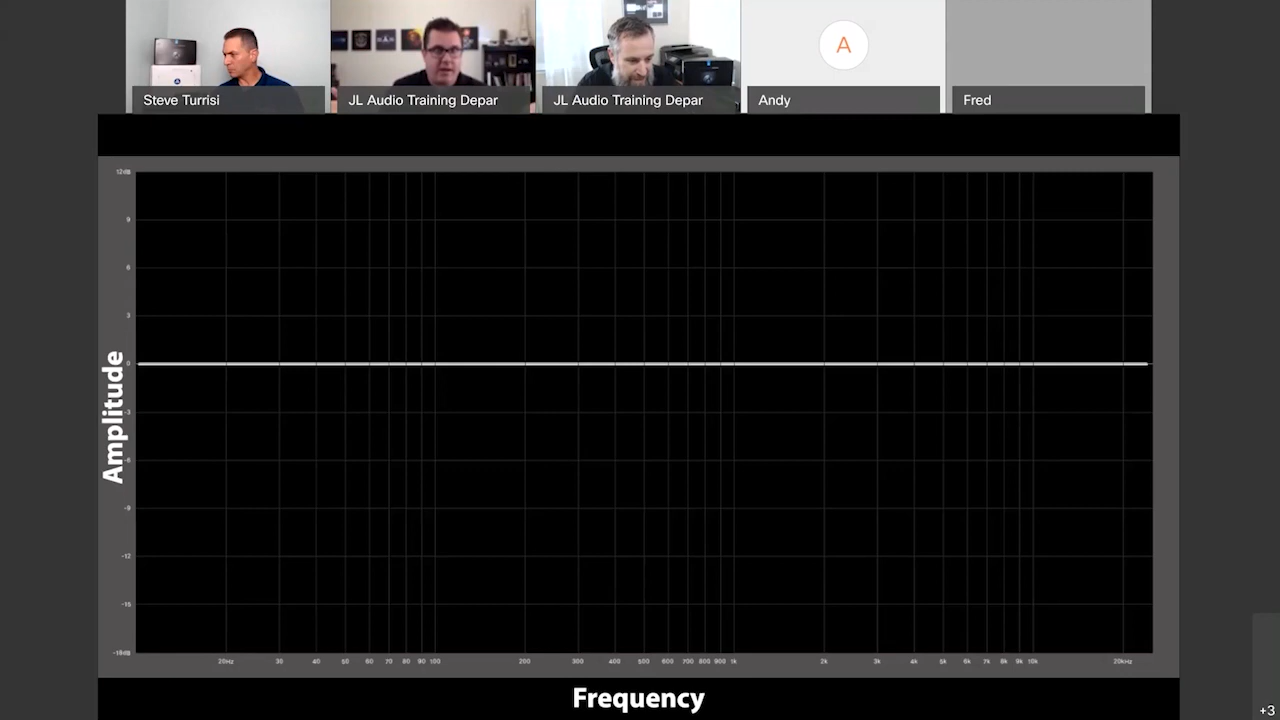 Steve Turrisi
JL Audio Training Depar
JL Audio Training Depar
A
Andy
Fred
12dB
9
6
3
0
-3
-6
-9
-12
-15
-18dB
Amplitude
20Hz 30 40 50 60 70 80 90 100 200 300 400 500 600 700 800 900 1k 2k 3k 4k 5k 6k 7k 8k 9k 10k 20kHz
Frequency
+3